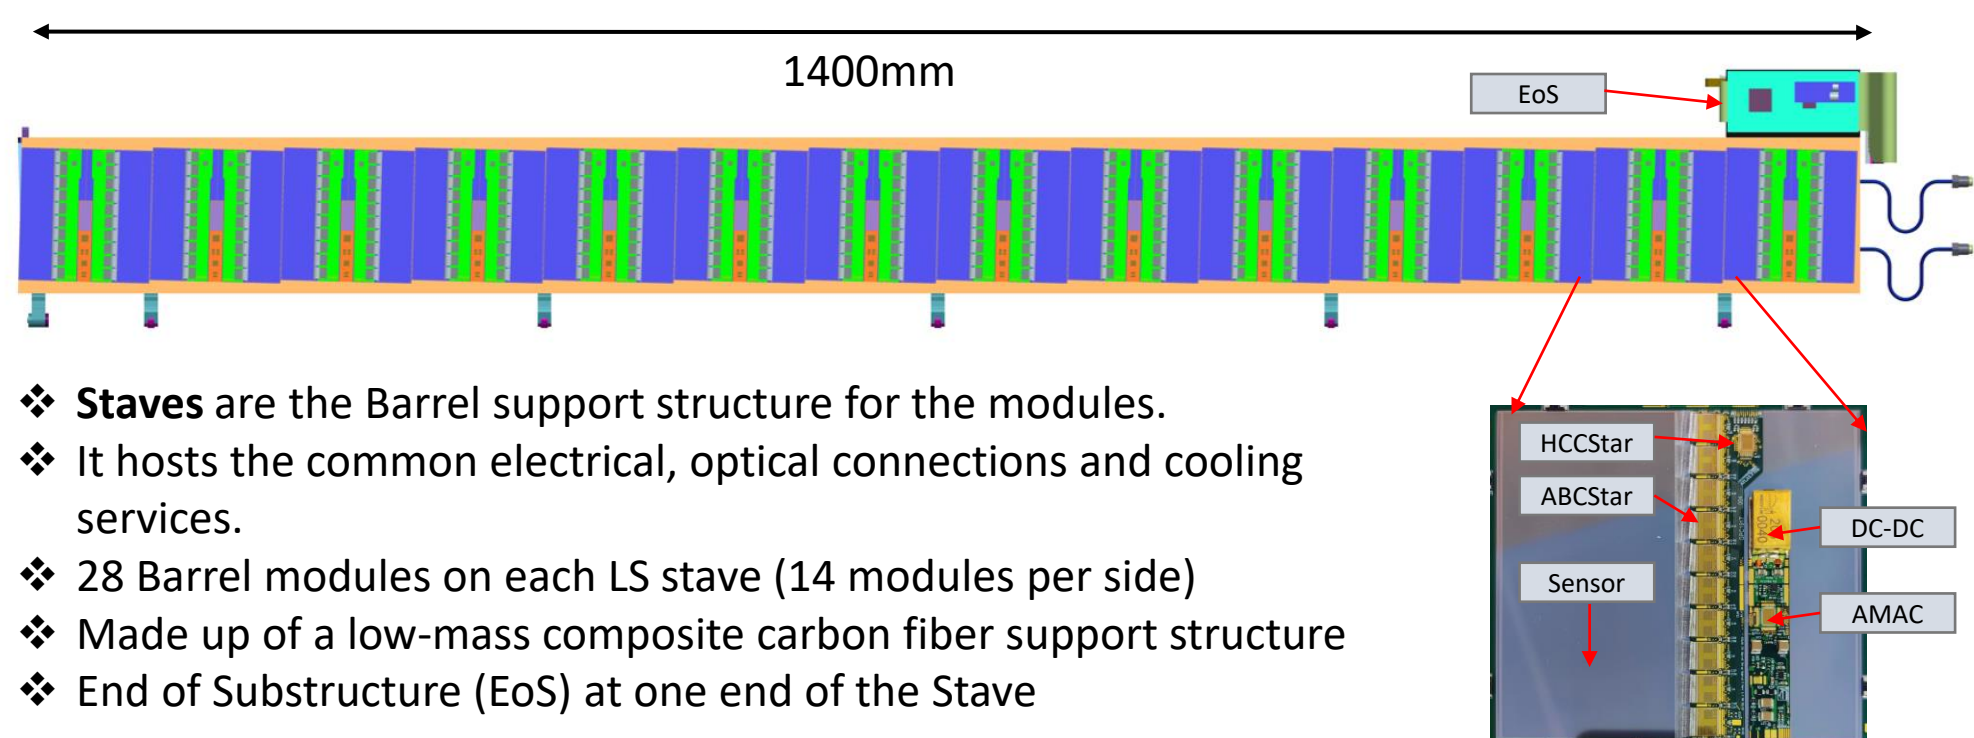 1400mm
EoS
❖ Staves are the Barrel support structure for the modules.
❖ It hosts the common electrical, optical connections and cooling
services.
❖ 28 Barrel modules on each LS stave (14 modules per side)
❖ Made up of a low-mass composite carbon fiber support structure
❖ End of Substructure (EoS) at one end of the Stave
HCCStar
ABCStar
DC-DC
Sensor
AMAC
0040